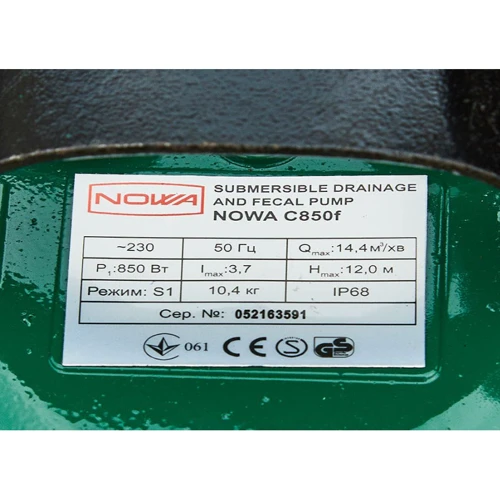 NOWA
SUBMERSIBLE DRAINAGE
AND FECAL PUMP
NOWA C850f
~230 50 Гц Qmax:14,4м³/хв
P1:850 Вт Imax:3,7 Hmax:12,0 м
Режим: S1 10,4 кг IP68
Сер. №: 052163591
061 CE S GS